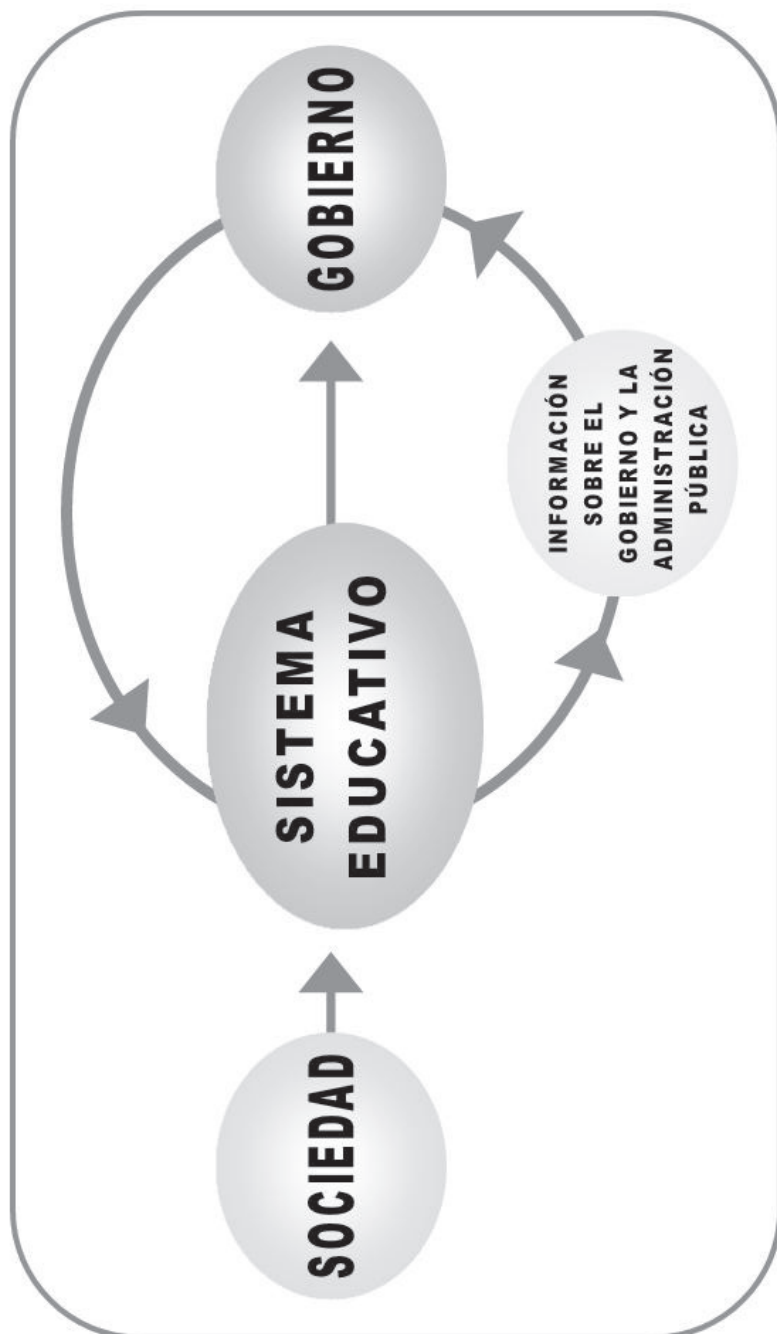 SOCIEDAD
SISTEMA
EDUCATIVO
GOBIERNO
INFORMACIÓN
SOBRE EL
GOBIERNO Y LA
ADMINISTRACIÓN
PÚBLICA